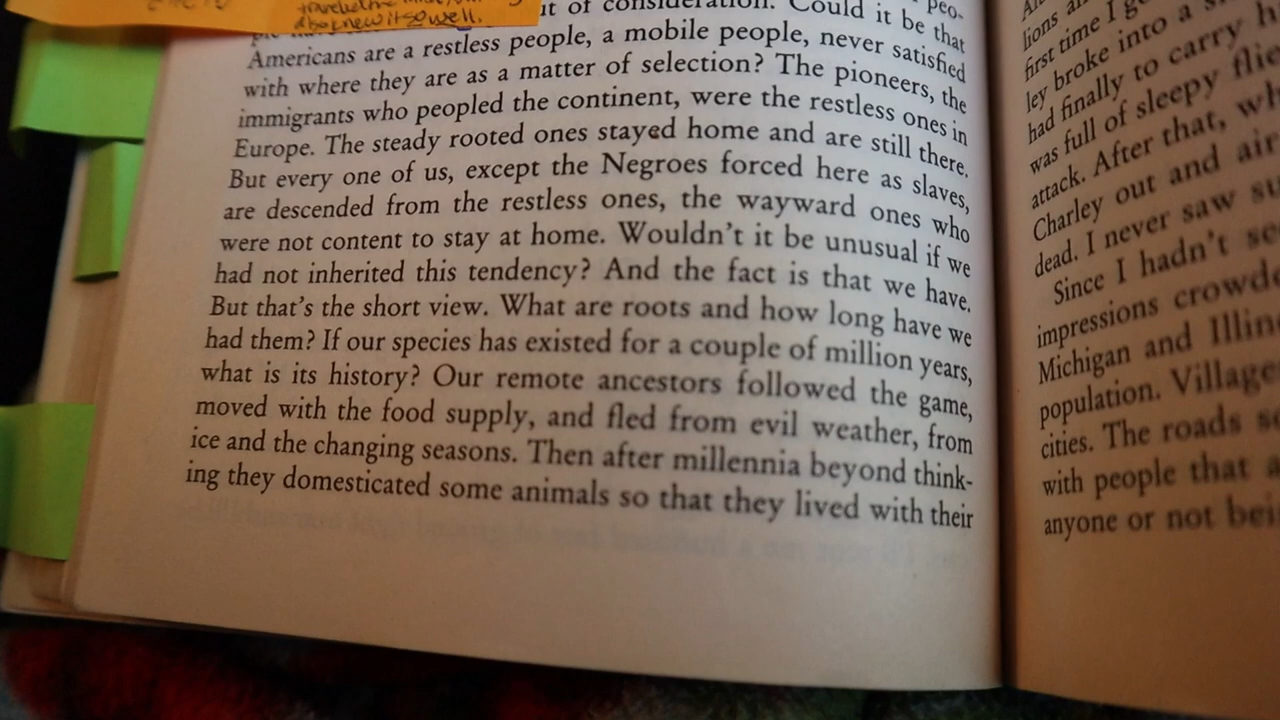 so well.
of consideration. Could it be that
Americans are a restless people, a mobile people, never satisfied
with where they are as a matter of selection? The pioneers, the
immigrants who peopled the continent, were the restless ones in
Europe. The steady rooted ones stayed home and are still there.
But every one of us, except the Negroes forced here as slaves,
are descended from the restless ones, the wayward ones who
were not content to stay at home. Wouldn't it be unusual if we
had not inherited this tendency? And the fact is that we have.
But that's the short view. What are roots and how long have we
had them? If our species has existed for a couple of million years,
what is its history? Our remote ancestors followed the game,
moved with the food supply, and fled from evil weather, from
ice and the changing seasons. Then after millennia beyond think-
ing they domesticated some animals so that they lived with their
lions
first time I
ley broke into a
had finally to carry
was full of sleepy
attack. After that,
Charley out and air
dead. I never saw
Since I hadn't
impressions
Michigan and
population.
cities. The roads
with people that
anyone or not